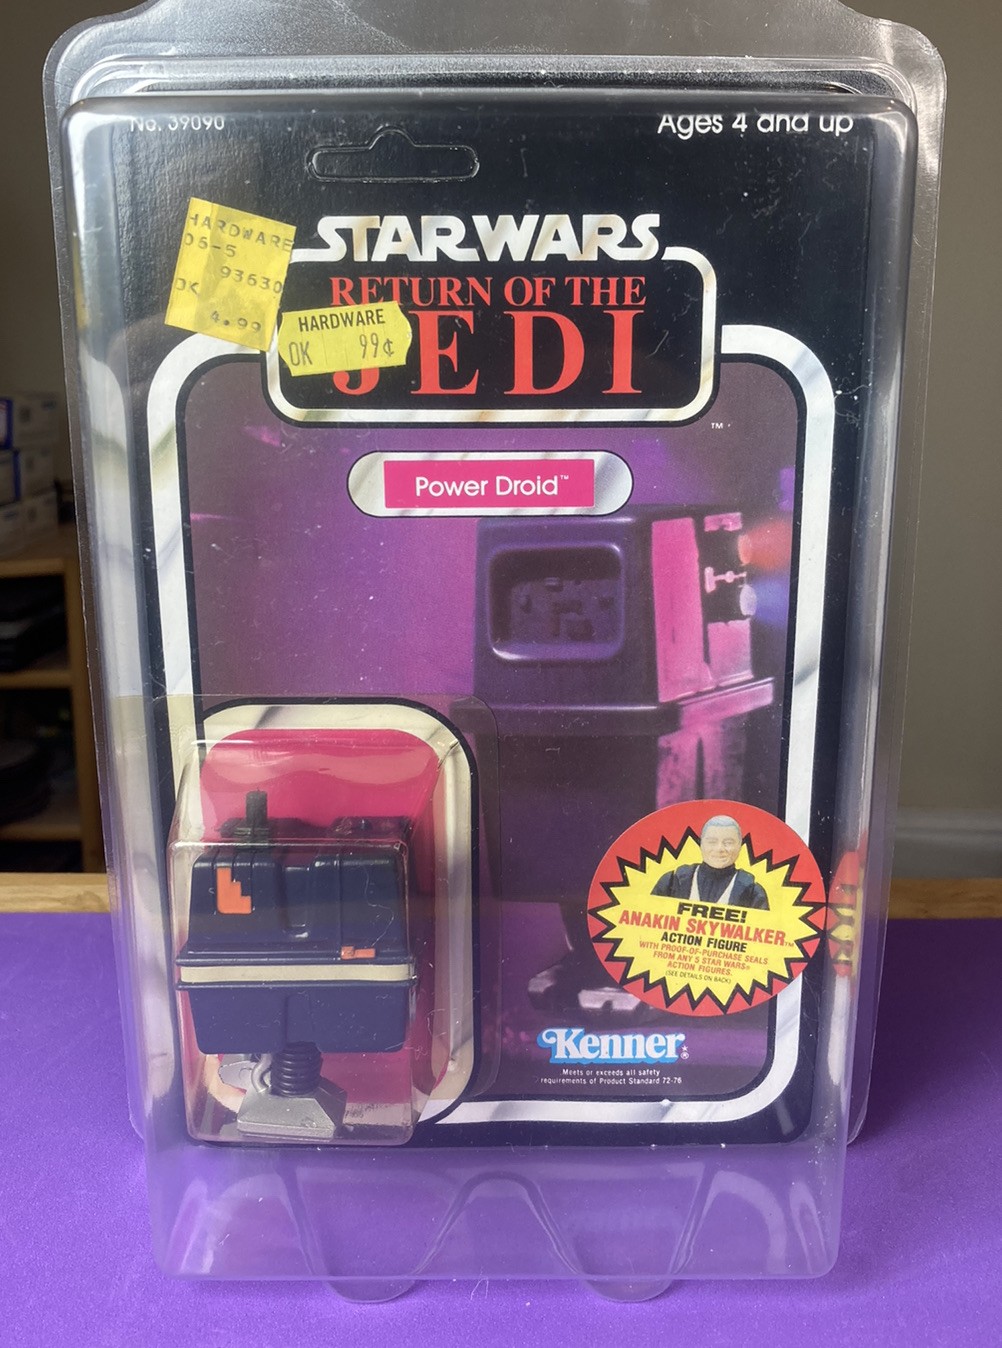 No. 39090
Ages 4 and up
HARDWARE
06-5
93630
OK
4.99
STAR WARS
RETURN OF THE
JEDI
HARDWARE
OK 99¢
TM
Power Droid™
FREE!
ANAKIN SKYWALKER™
ACTION FIGURE
WITH PROOF-OF-PURCHASE SEALS
FROM ANY 5 STAR WARS®
ACTION FIGURES.
(SEE DETAILS ON BACK)
Kenner®
Meets or exceeds all safety
requirements of Product Standard 72-76